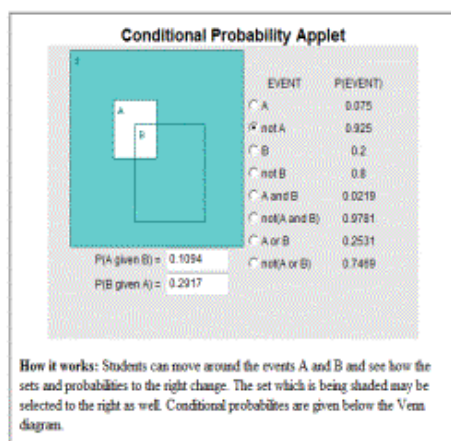 Conditional Probability Applet
EVENT P(EVENT)
A 0.075
A
not A 0.925
B
B 0.2
not B 0.8
A and B 0.0219
not(A and B) 0.9781
A or B 0.2531
not(A or B) 0.7469
P(A given B) = 0.1094
P(B given A) = 0.2917
How it works: Students can move around the events A and B and see how the
sets and probabilities to the right change. The set which is being shaded may be
selected to the right as well. Conditional probabilites are given below the Venn
diagram.